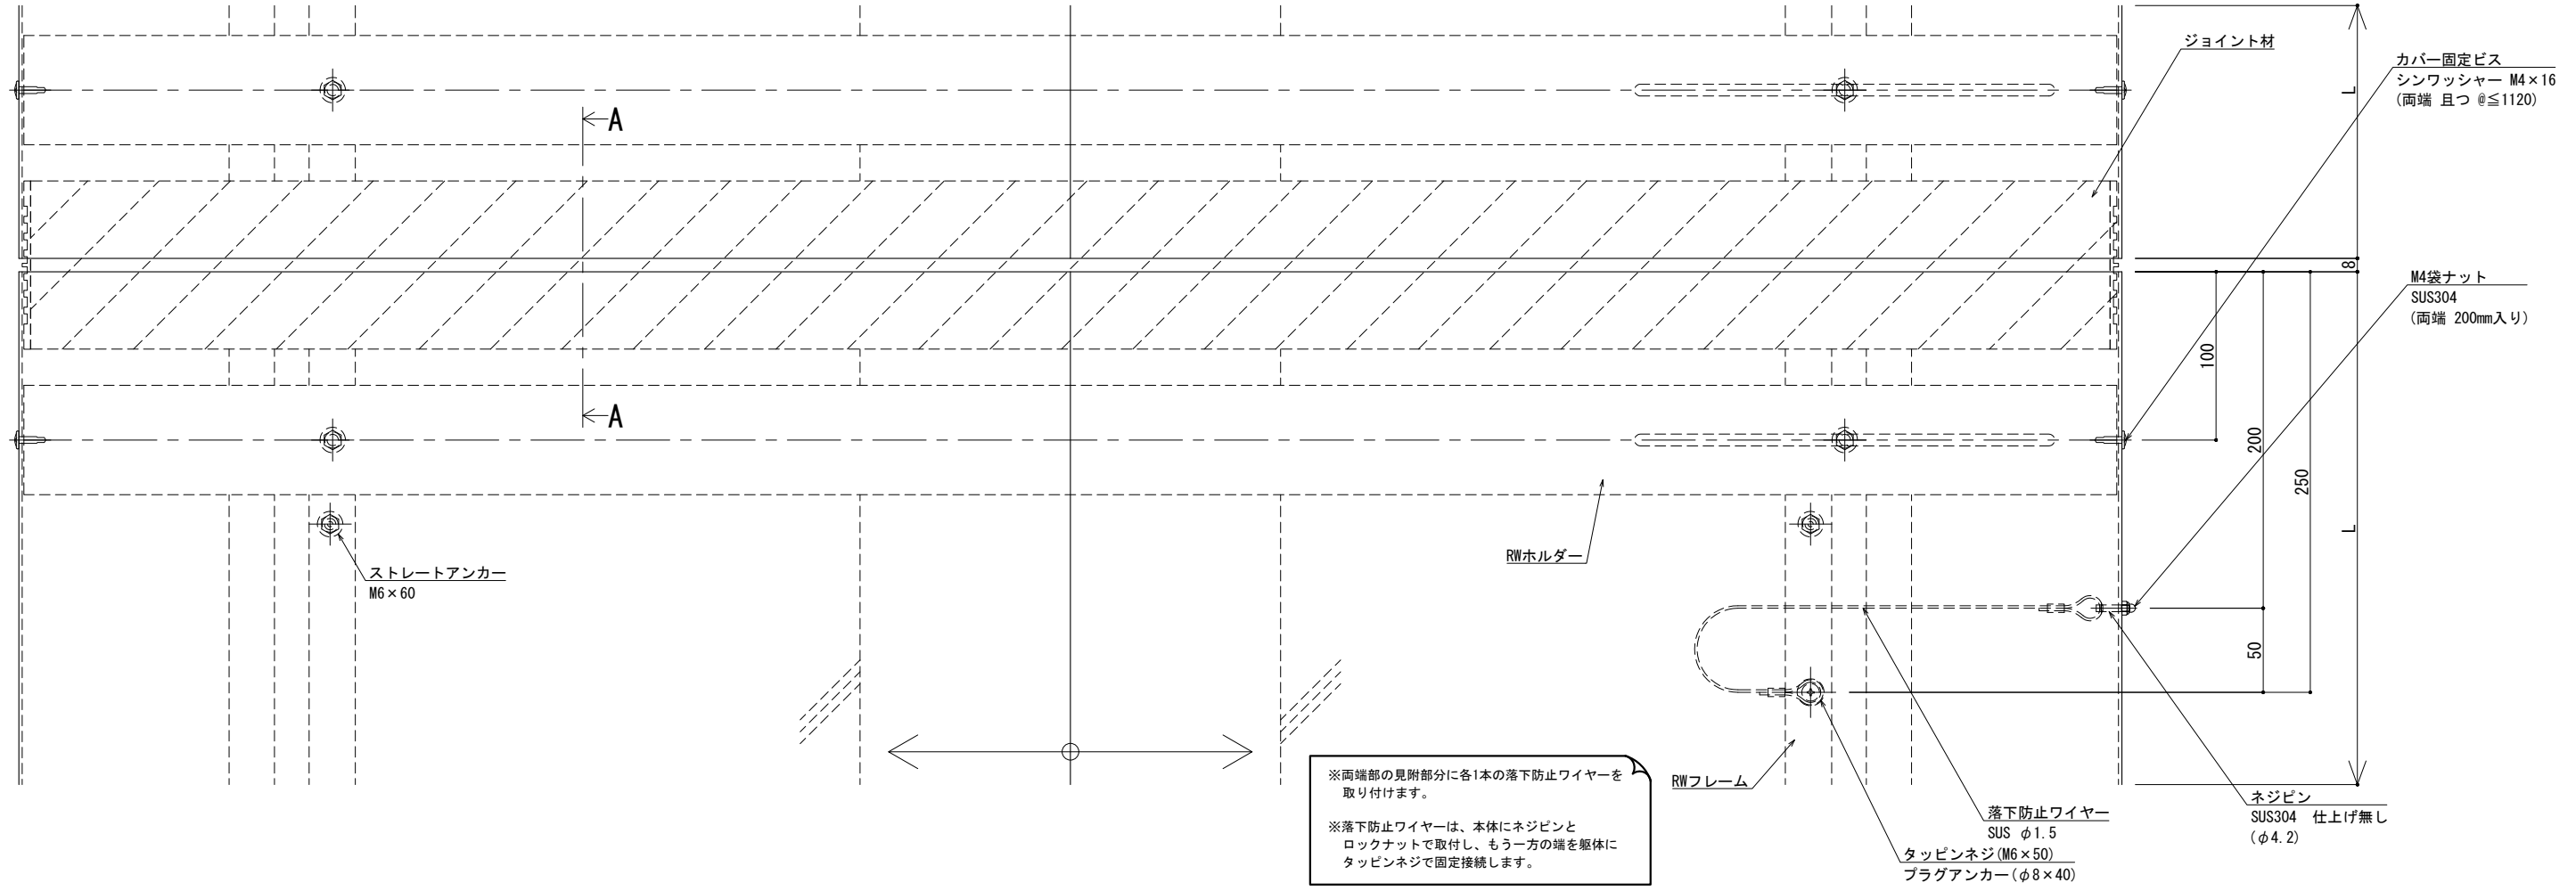 ジョイント材
カバー固定ビス
シンワッシャー M4×16
(両端 且つ @≦1120)
L
A
8
M4袋ナット
SUS304
(両端 200mm入り)
100
A
200
250
L
RWホルダー
ストレートアンカー
M6×60
50
※両端部の見附部分に各1本の落下防止ワイヤーを
取り付けます。
※落下防止ワイヤーは、本体にネジピンと
ロックナットで取付し、もう一方の端を躯体に
タッピンネジで固定接続します。
RWフレーム
落下防止ワイヤー
SUS φ1.5
タッピンネジ(M6×50)
プラグアンカー(φ8×40)
ネジピン
SUS304 仕上げ無し
(φ4.2)